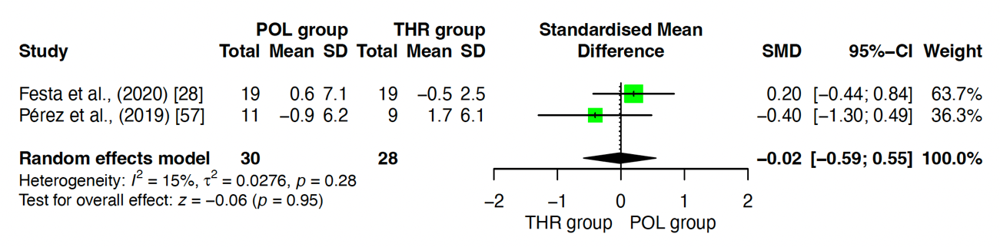 POL group THR group Standardised Mean
Study Total Mean SD Total Mean SD Difference SMD 95%−CI Weight
Festa et al., (2020) [28] 19 0.6 7.1 19 −0.5 2.5 0.20 [−0.44; 0.84] 63.7%
Pérez et al., (2019) [57] 11 −0.9 6.2 9 1.7 6.1 −0.40 [−1.30; 0.49] 36.3%
Random effects model 30 28 −0.02 [−0.59; 0.55] 100.0%
Heterogeneity: I² = 15%, τ² = 0.0276, p = 0.28
Test for overall effect: z = −0.06 (p = 0.95)
−2 −1 0 1 2
THR group POL group